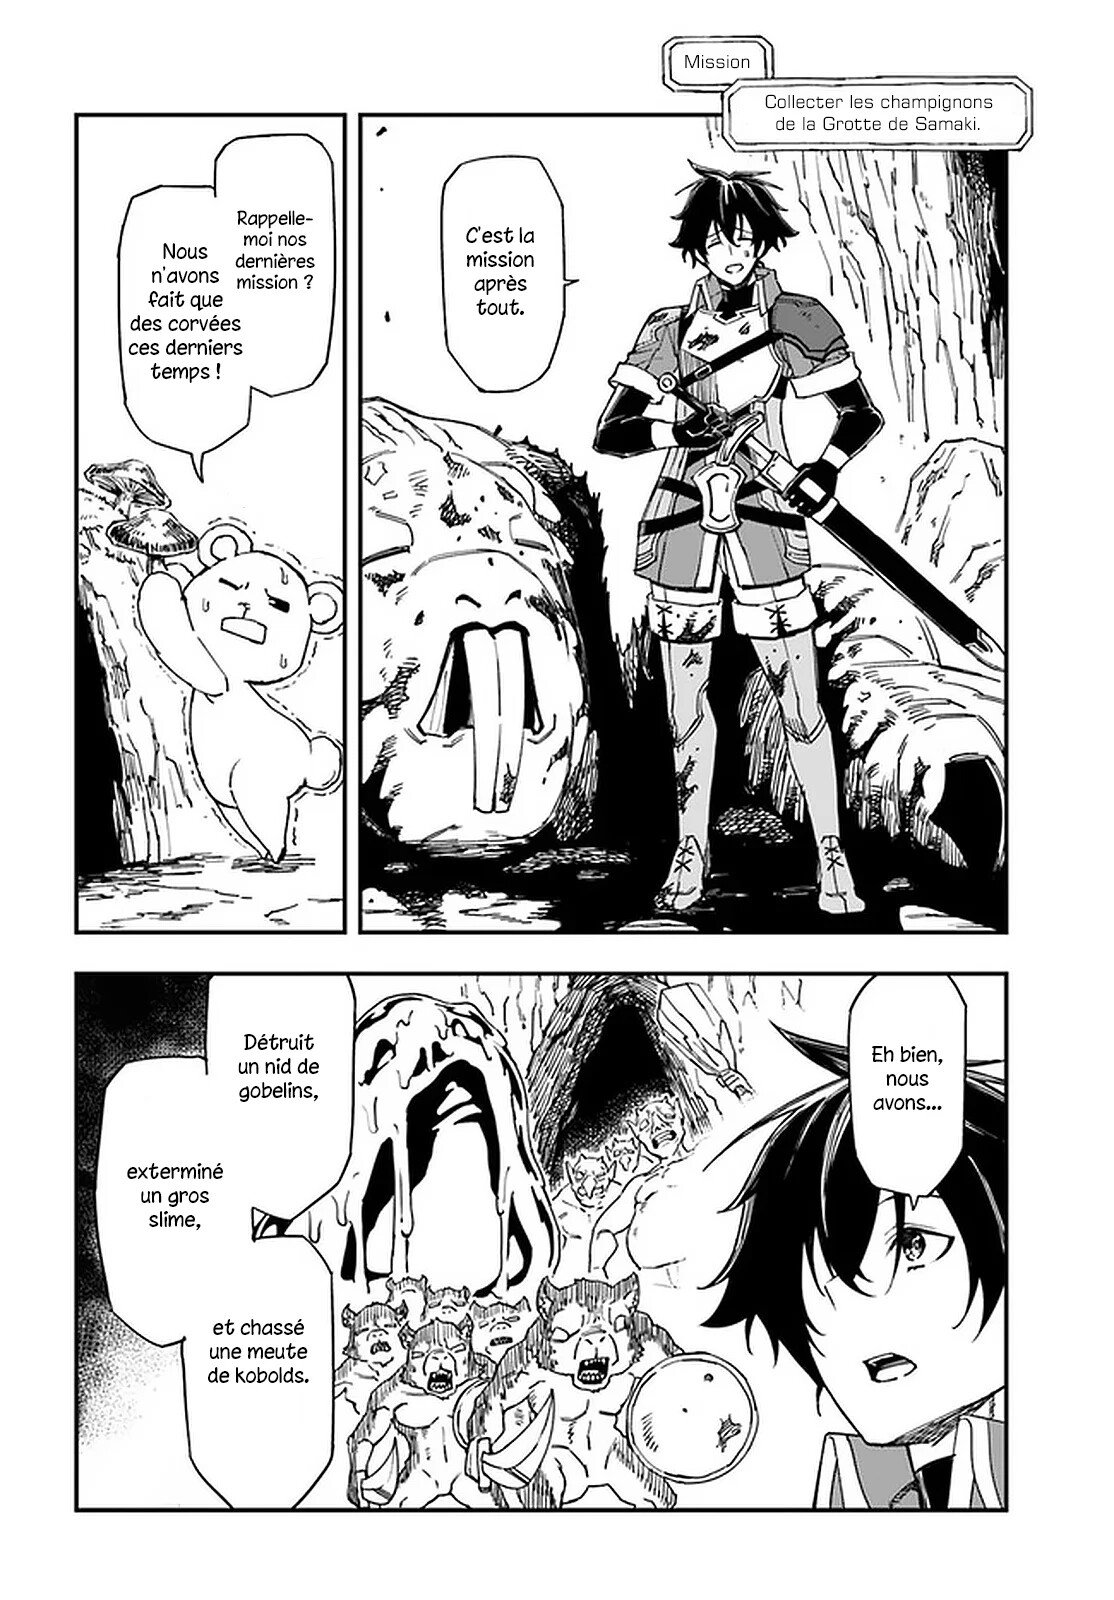 Mission
Collecter les champignons
de la Grotte de Samaki.
C'est la
mission
après
tout.
Rappelle-
moi nos
dernières
mission ?
Nous
n'avons
fait que
des corvées
ces derniers
temps !
Eh bien,
nous
avons...
Détruit
un nid de
gobelins,
exterminé
un gros
slime,
et chassé
une meute
de kobolds.